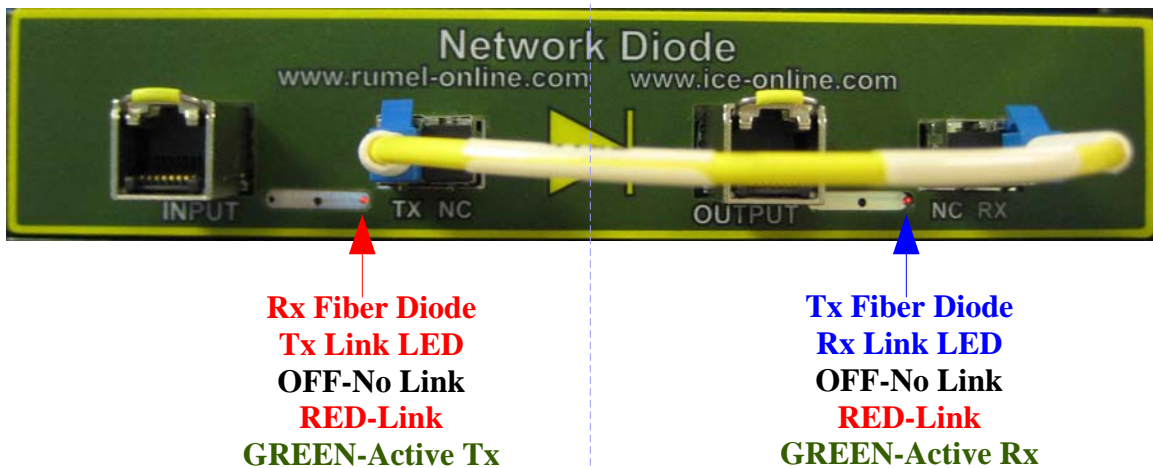 Network Diode
www.rumel-online.com www.ice-online.com
INPUT TX NC OUTPUT NC RX
Rx Fiber Diode
Tx Link LED
OFF-No Link
RED-Link
GREEN-Active Tx
Tx Fiber Diode
Rx Link LED
OFF-No Link
RED-Link
GREEN-Active Rx